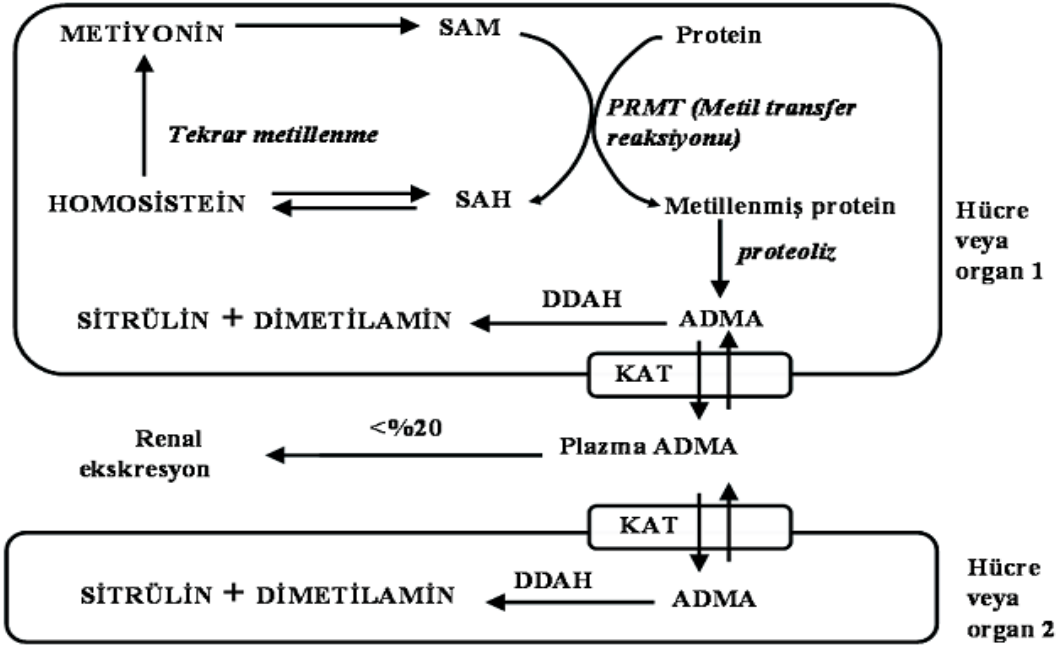 METİYONİN
SAM
Protein
PRMT (Metil transfer
reaksiyonu)
Tekrar metillenme
HOMOSİSTEİN
SAH
Metillenmiş protein
Hücre
veya
organ 1
proteoliz
DDAH
SİTRÜLİN + DİMETİLAMİN
ADMA
KAT
<%20
Renal
ekskresyon
Plazma ADMA
KAT
DDAH
SİTRÜLİN + DİMETİLAMİN
ADMA
Hücre
veya
organ 2